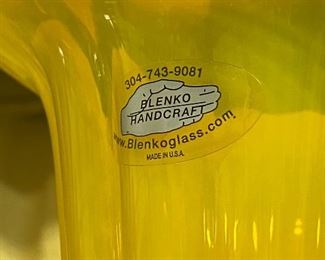 304-743-9081
BLENKO
HANDCRAFT
www.Blenkoglass.com
MADE IN U.S.A.